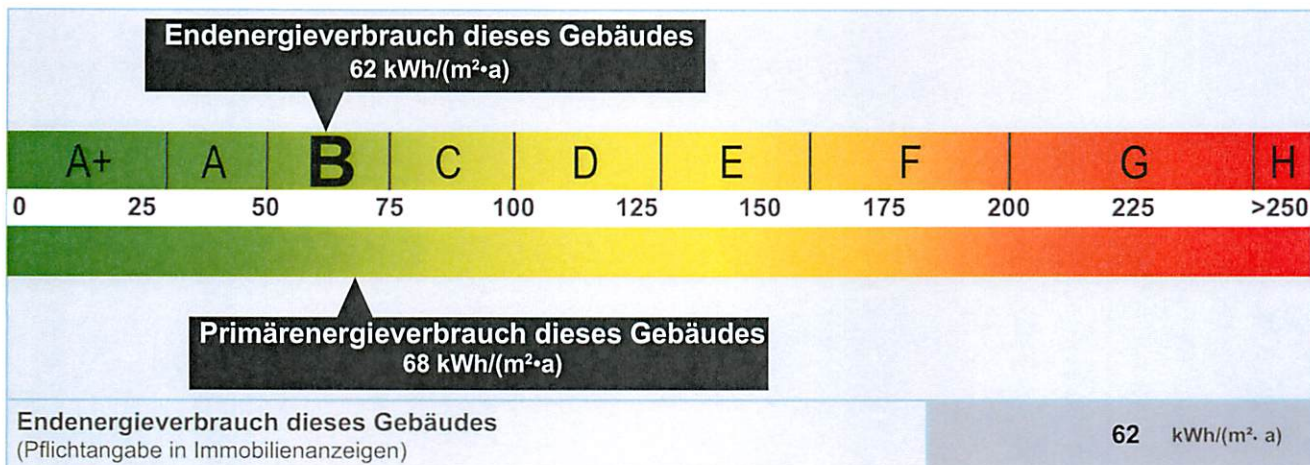 Endenergieverbrauch dieses Gebäudes
62 kWh/(m²•a)
A+ A B C D E F G H
0 25 50 75 100 125 150 175 200 225 >250
Primärenergieverbrauch dieses Gebäudes
68 kWh/(m²•a)
Endenergieverbrauch dieses Gebäudes
(Pflichtangabe in Immobilienanzeigen)
62 kWh/(m²· a)